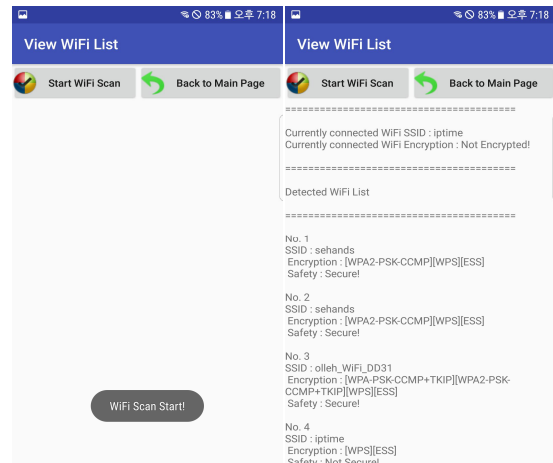 83% 오후 7:18
View WiFi List
Start WiFi Scan
Back to Main Page
WiFi Scan Start!
83% 오후 7:18
View WiFi List
Start WiFi Scan
Back to Main Page
========================================
Currently connected WiFi SSID : iptime
Currently connected WiFi Encryption : Not Encrypted!
========================================
Detected WiFi List
========================================
No. 1
SSID : sehands
Encryption : [WPA2-PSK-CCMP][WPS][ESS]
Safety : Secure!
No. 2
SSID : sehands
Encryption : [WPA2-PSK-CCMP][WPS][ESS]
Safety : Secure!
No. 3
SSID : olleh_WiFi_DD31
Encryption : [WPA-PSK-CCMP+TKIP][WPA2-PSK-
CCMP+TKIP][WPS][ESS]
Safety : Secure!
No. 4
SSID : iptime
Encryption : [WPS][ESS]
Safety : Not Secure!